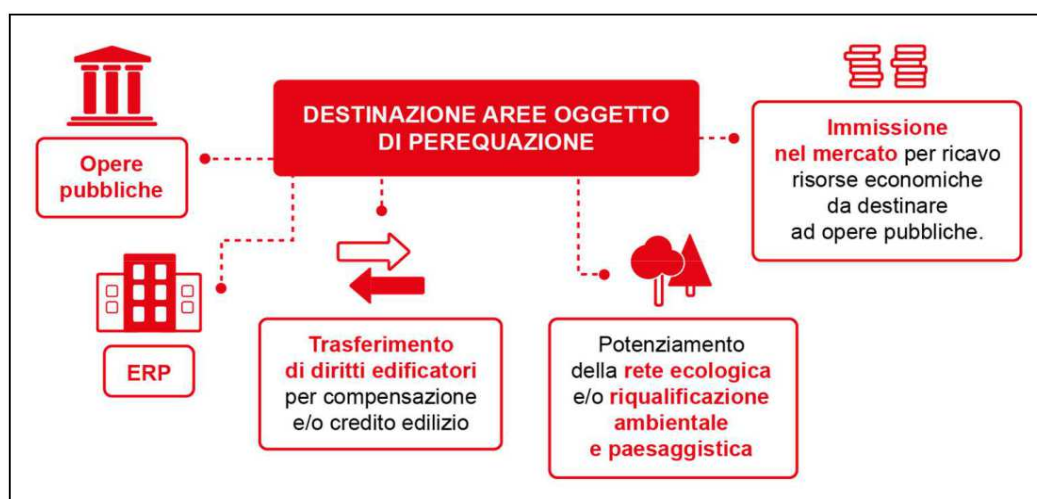 DESTINAZIONE AREE OGGETTO
DI PEREQUAZIONE
Opere
pubbliche
ERP
Trasferimento
di diritti edificatori
per compensazione
e/o credito edilizio
Potenziamento
della rete ecologica
e/o riqualificazione
ambientale
e paesaggistica
Immissione
nel mercato per ricavo
risorse economiche
da destinare
ad opere pubbliche.